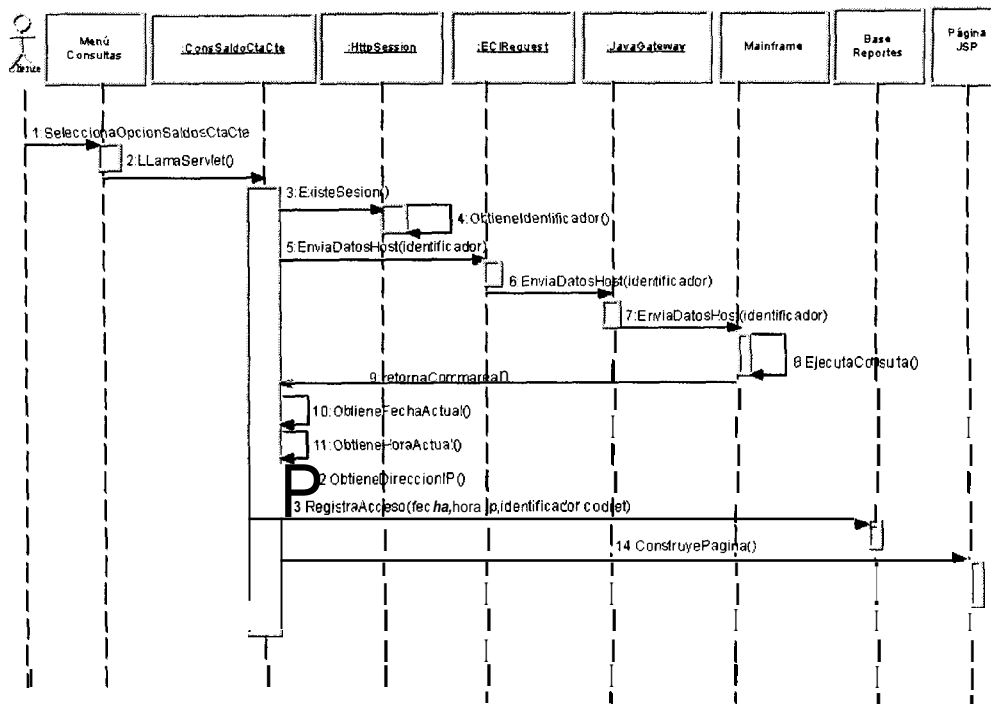 Menú
Consultas
:ConsSaldoCtaCte
:HttpSession
:ECIRequest
:JavaGateway
Mainframe
Base
Reportes
Página
JSP
1:SeleccionaOpcionSaldosCtaCte
2:LLamaServlet()
3:ExisteSesion()
4:ObtieneIdentificador()
5:EnviaDatosHost(identificador)
6:EnviaDatosHost(identificador)
7:EnviaDatosHost(identificador)
8 EjecutaConsulta()
9:retornaCommarea()
10:ObtieneFechaActual()
11:ObtieneHoraActual()
2 ObtieneDireccionIP()
3 RegistraAcceso(fecha,hora ip,identificador codret)
14 ConstruyePagina()